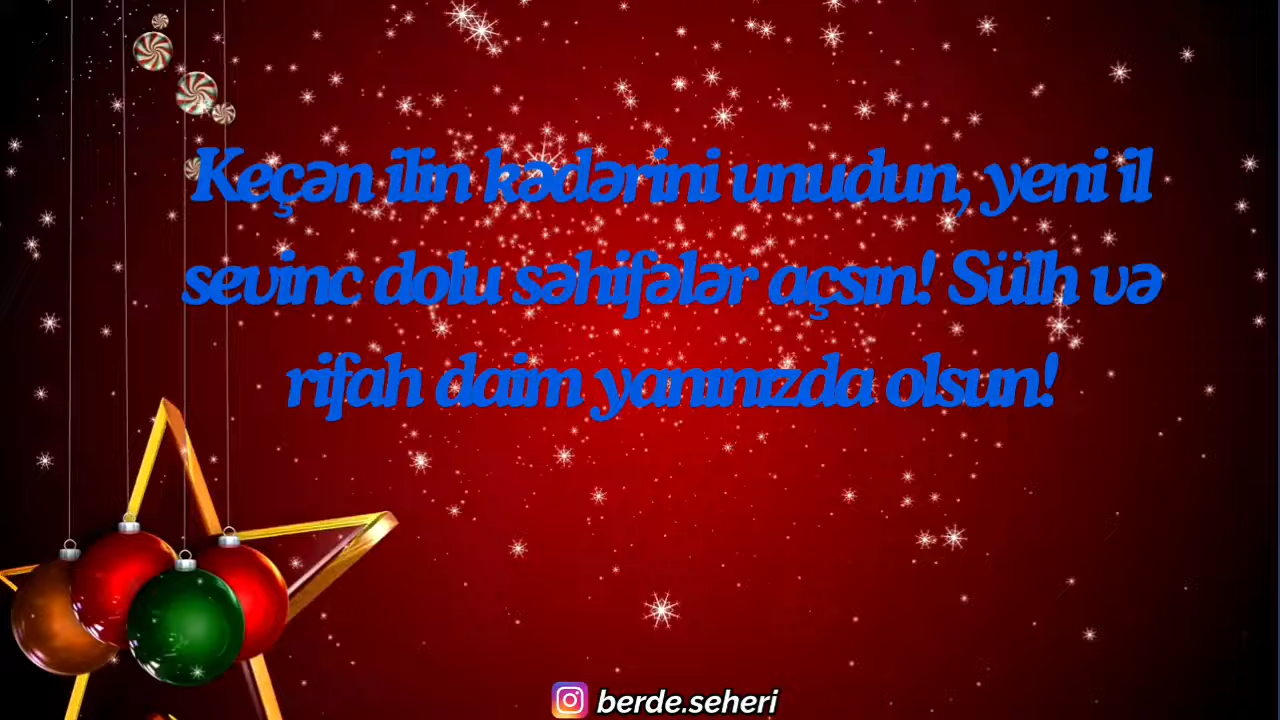 Keçən ilin kədərini unudun, yeni il
sevinc dolu səhifələr açsın! Sülh və
rifah daim yanınızda olsun!
berde.seheri